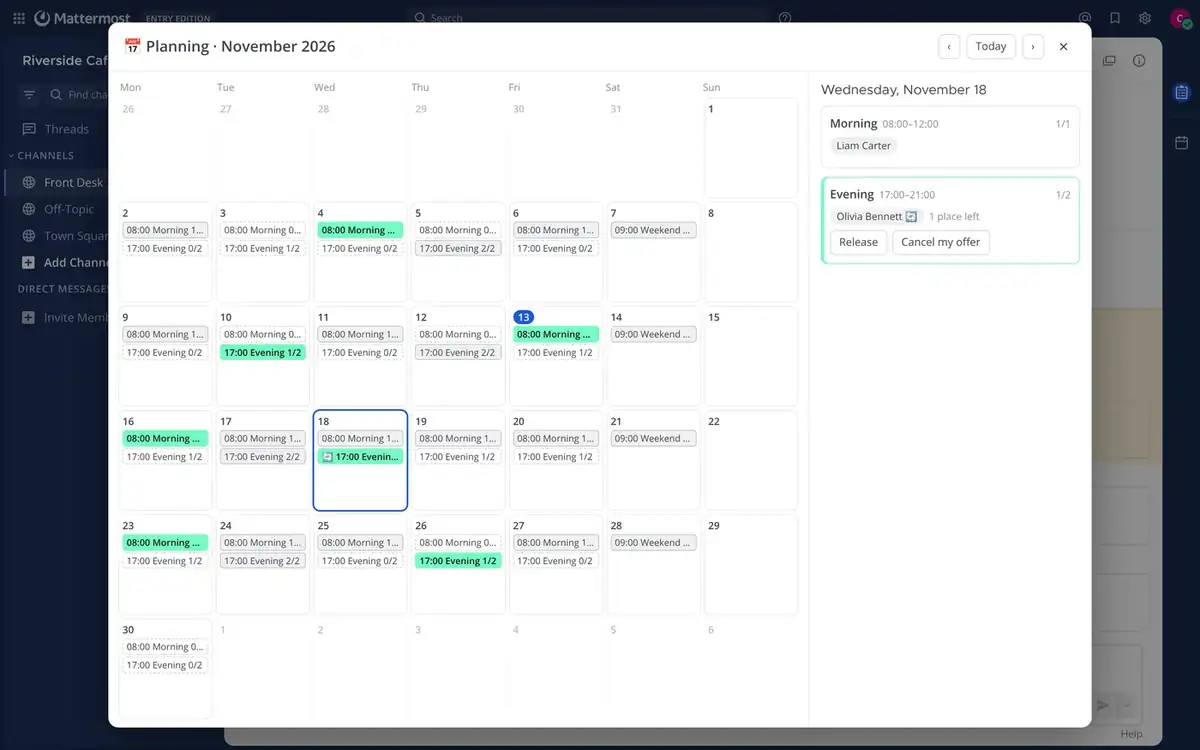 Mattermost
ENTRY EDITION
Search
Riverside Caf
Find cha
Threads
CHANNELS
Front Desk
Off-Topic
Town Squar
Add Channe
DIRECT MESSAGES
Invite Memb
Planning · November 2026
Today
Mon Tue Wed Thu Fri Sat Sun
26 27 28 29 30 31 1
2 3 4 5 6 7 8
08:00 Morning 1... 08:00 Morning 0... 08:00 Morning ... 08:00 Morning 0... 08:00 Morning 1... 09:00 Weekend ...
17:00 Evening 0/2 17:00 Evening 1/2 17:00 Evening 0/2 17:00 Evening 2/2 17:00 Evening 0/2
9 10 11 12 13 14 15
08:00 Morning 1... 08:00 Morning 0... 08:00 Morning 1... 08:00 Morning 0... 08:00 Morning ... 09:00 Weekend ...
17:00 Evening 0/2 17:00 Evening 1/2 17:00 Evening 0/2 17:00 Evening 2/2 17:00 Evening 1/2
16 17 18 19 20 21 22
08:00 Morning ... 08:00 Morning 1... 08:00 Morning 1... 08:00 Morning 1... 08:00 Morning 1... 09:00 Weekend ...
17:00 Evening 1/2 17:00 Evening 2/2 17:00 Evenin... 17:00 Evening 1/2 17:00 Evening 1/2
23 24 25 26 27 28 29
08:00 Morning ... 08:00 Morning 1... 08:00 Morning 1... 08:00 Morning 0... 08:00 Morning 1... 09:00 Weekend ...
17:00 Evening 1/2 17:00 Evening 2/2 17:00 Evening 0/2 17:00 Evening 1/2 17:00 Evening 0/2
30 1 2 3 4 5 6
08:00 Morning 0...
17:00 Evening 0/2
Wednesday, November 18
Morning 08:00–12:00 1/1
Liam Carter
Evening 17:00–21:00 1/2
Olivia Bennett 🔄 1 place left
Release Cancel my offer
C
Help